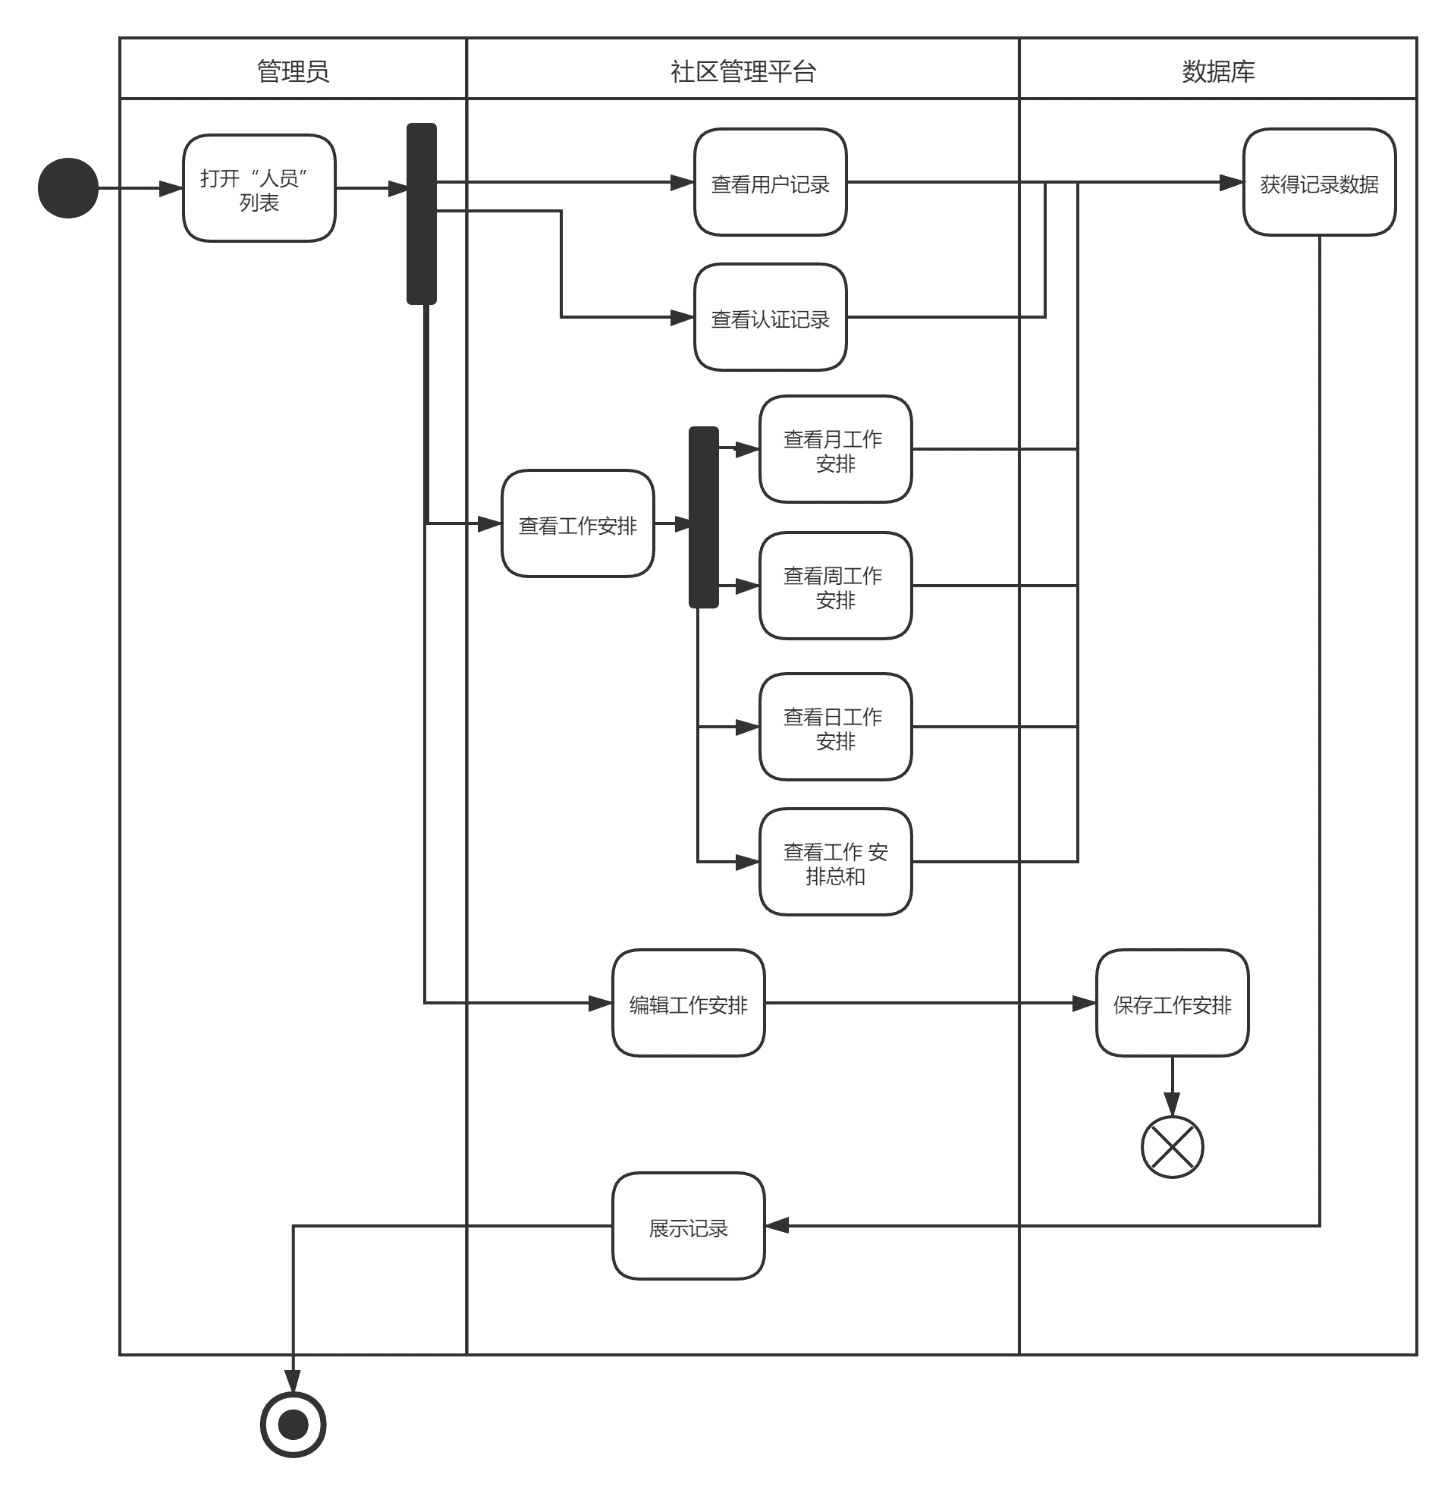 管理员
社区管理平台
数据库
打开“人员”
列表
查看用户记录
获得记录数据
查看认证记录
查看月工作
安排
查看工作安排
查看周工作
安排
查看日工作
安排
查看工作 安
排总和
编辑工作安排
保存工作安排
展示记录